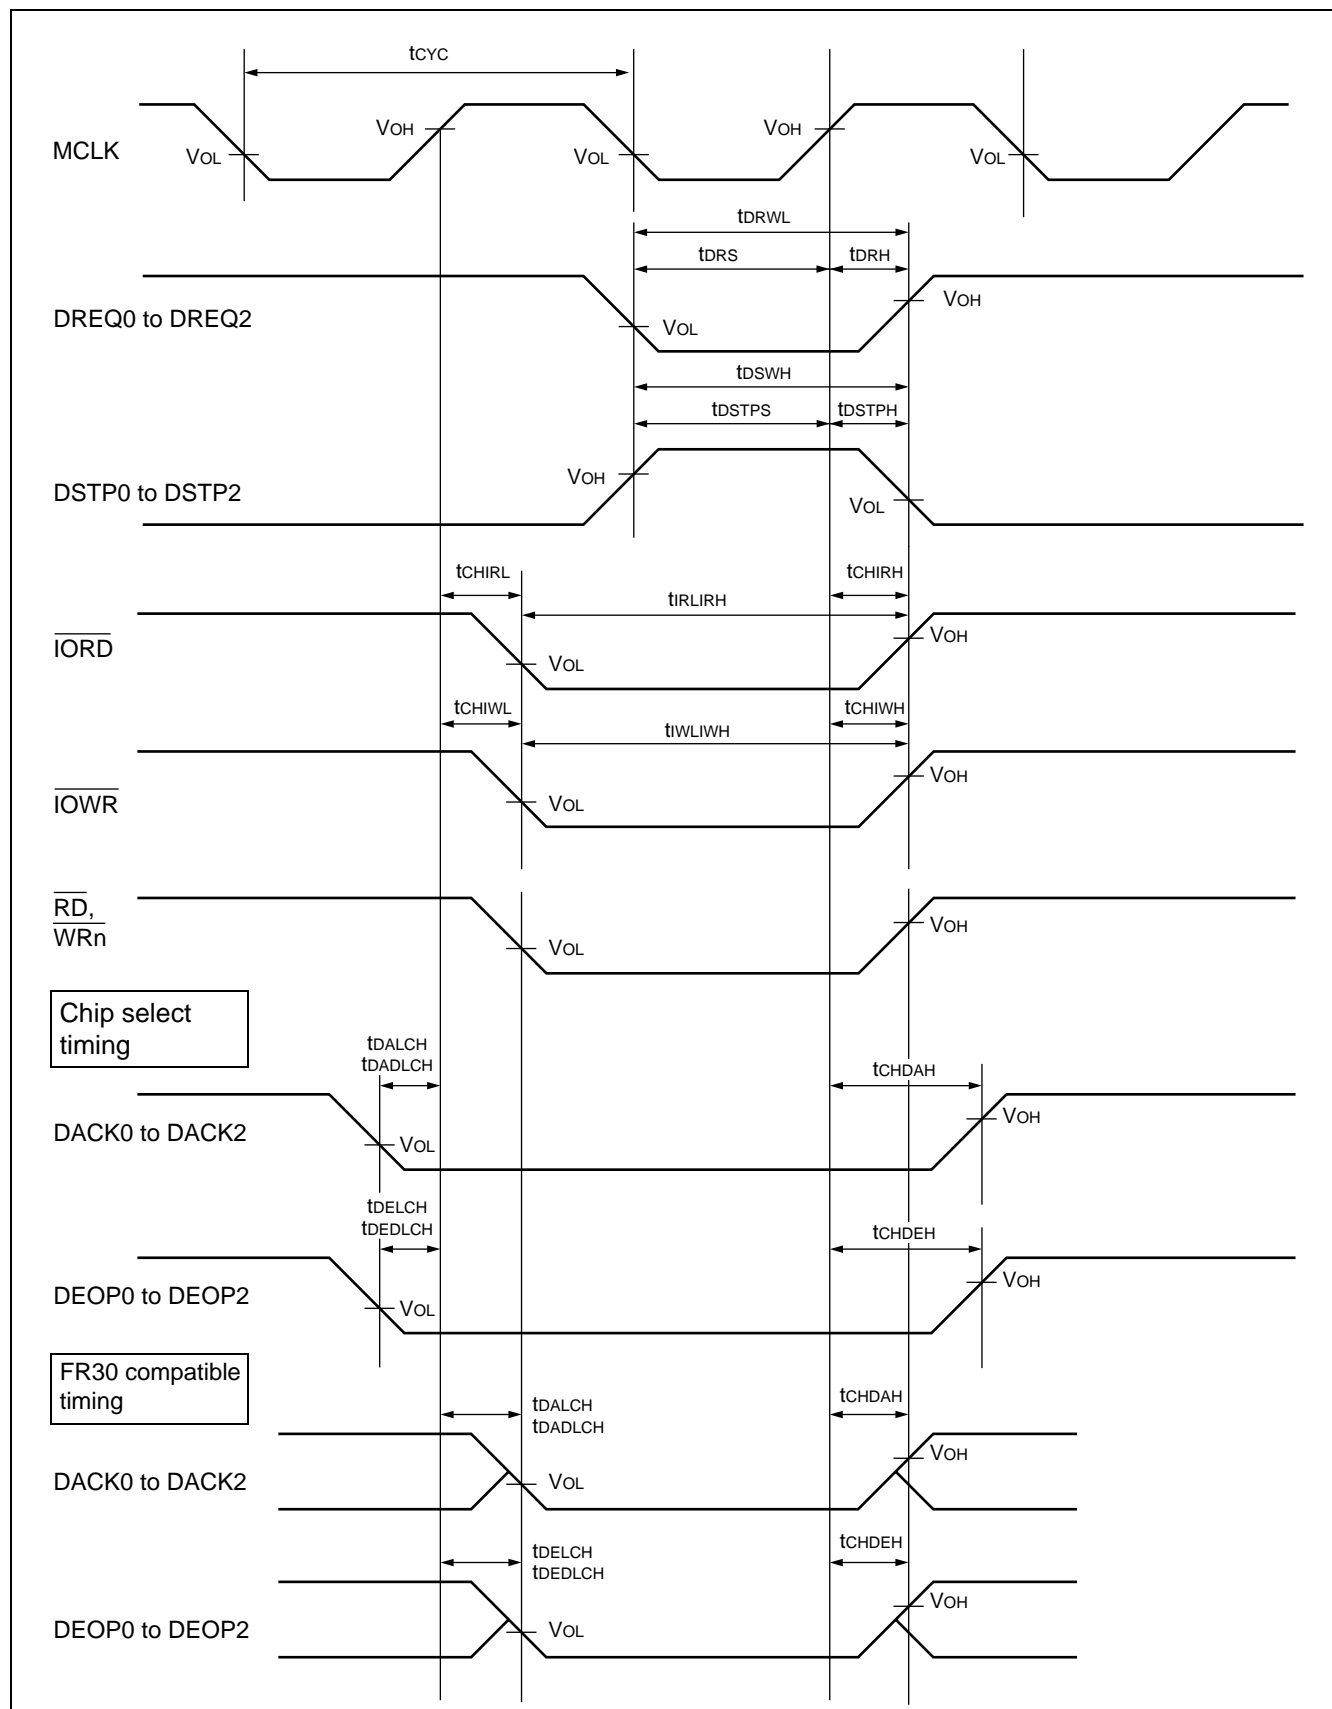 tCYC
VOH
VOH
MCLK
VOL
VOL
VOL
tDRWL
tDRS
tDRH
VOH
DREQ0 to DREQ2
VOL
tDSWH
tDSTPS
tDSTPH
VOH
DSTP0 to DSTP2
VOL
tCHIRL
tCHIRH
tIRLIRH
IORD
VOH
VOL
tCHIWL
tCHIWH
tIWLIWH
VOH
IOWR
VOL
RD,
WRn
VOH
VOL
Chip select
timing
tDALCH
tDADLCH
tCHDAH
DACK0 to DACK2
VOL
VOH
tDELCH
tDEDLCH
tCHDEH
DEOP0 to DEOP2
VOL
VOH
FR30 compatible
timing
tDALCH
tDADLCH
tCHDAH
VOH
DACK0 to DACK2
VOL
tDELCH
tDEDLCH
tCHDEH
VOH
DEOP0 to DEOP2
VOL